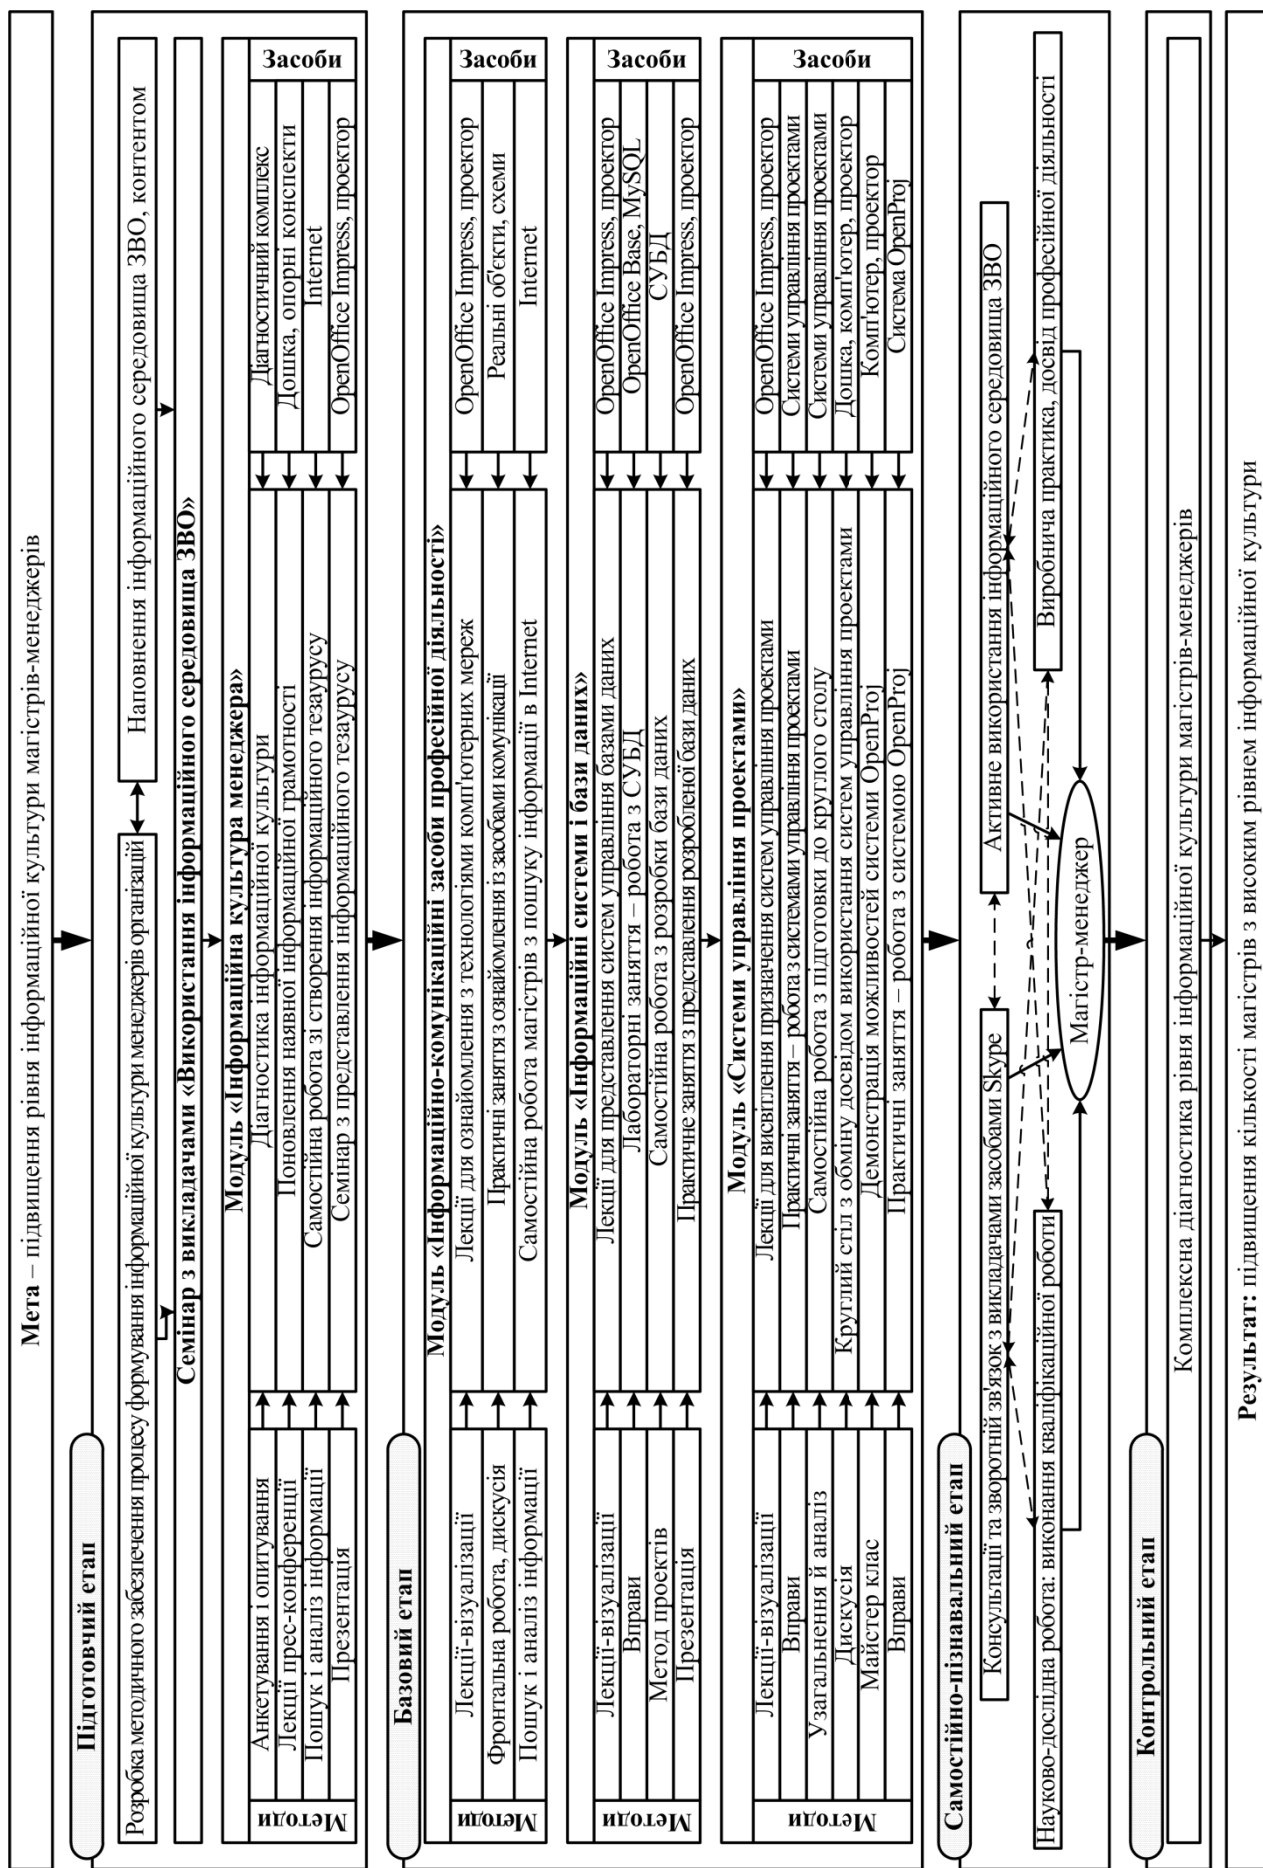 Мета – підвищення рівня інформаційної культури магістрів-менеджерів
Підготовчий етап
Розробка методичного забезпечення процесу формування інформаційної культури менеджерів організацій
Наповнення інформаційного середовища ЗВО, контентом
Семінар з викладачами «Використання інформаційного середовища ЗВО»
Модуль «Інформаційна культура менеджера»
Методи
Засоби
Анкетування і опитування
Діагностика інформаційної культури
Діагностичний комплекс
Лекції прес-конференції
Поновлення наявної інформаційної грамотності
Дошка, опорні конспекти
Пошук і аналіз інформації
Самостійна робота зі створення інформаційного тезаурусу
Internet
Презентація
Семінар з представлення інформаційного тезаурусу
OpenOffice Impress, проектор
Базовий етап
Модуль «Інформаційно-комунікаційні засоби професійної діяльності»
Методи
Засоби
Лекції-візуалізації
Лекції для ознайомлення з технологіями комп'ютерних мереж
OpenOffice Impress, проектор
Фронтальна робота, дискусія
Практичні заняття з ознайомлення із засобами комунікації
Реальні об'єкти, схеми
Пошук і аналіз інформації
Самостійна робота магістрів з пошуку інформації в Internet
Internet
Модуль «Інформаційні системи і бази даних»
Методи
Засоби
Лекції-візуалізації
Лекції для представлення систем управління базами даних
OpenOffice Impress, проектор
Вправи
Лабораторні заняття – робота з СУБД
OpenOffice Base, MySQL
Метод проектів
Самостійна робота з розробки бази даних
СУБД
Презентація
Практичне заняття з представлення розробленої бази даних
OpenOffice Impress, проектор
Модуль «Системи управління проектами»
Методи
Засоби
Лекції-візуалізації
Лекції для висвітлення призначення систем управління проектами
OpenOffice Impress, проектор
Вправи
Практичні заняття – робота з системами управління проектами
Системи управління проектами
Узагальнення й аналіз
Самостійна робота з підготовки до круглого столу
Системи управління проектами
Дискусія
Круглий стіл з обміну досвідом використання систем управління проектами
Дошка, комп'ютер, проектор
Майстер клас
Демонстрація можливостей системи OpenProj
Комп'ютер, проектор
Вправи
Практичні заняття – робота з системою OpenProj
Система OpenProj
Самостійно-пізнавальний етап
Консультації та зворотній зв'язок з викладачами засобами Skype
Активне використання інформаційного середовища ЗВО
Науково-дослідна робота: виконання кваліфікаційної роботи
Виробнича практика, досвід професійної діяльності
Магістр-менеджер
Контрольний етап
Комплексна діагностика рівня інформаційної культури магістрів-менеджерів
Результат: підвищення кількості магістрів з високим рівнем інформаційної культури